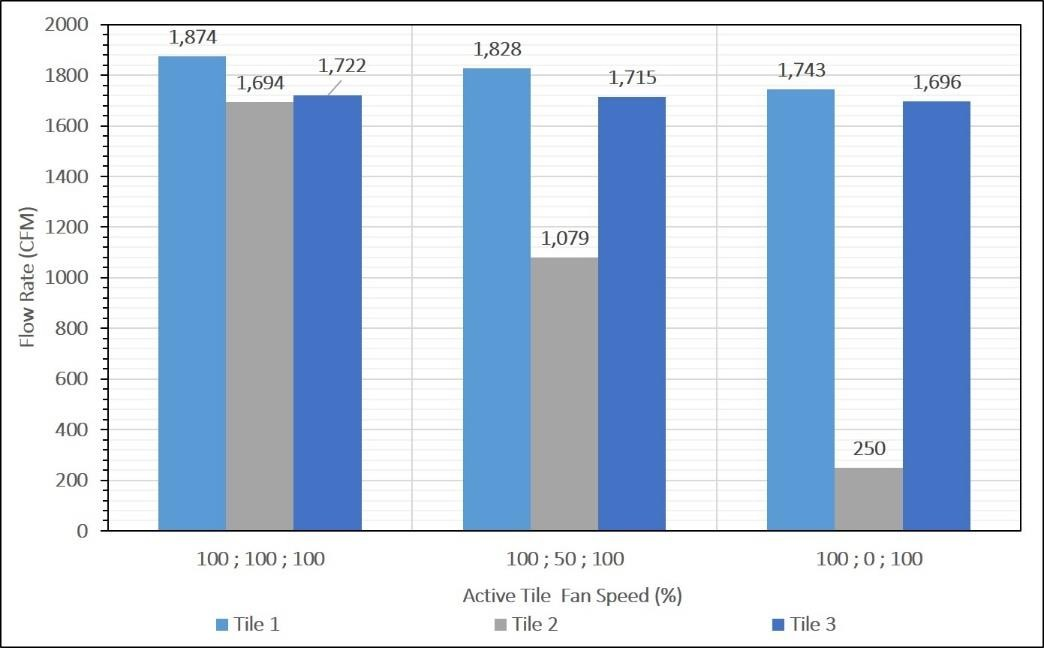 2000
1800
1600
1400
1200
1000
800
600
400
200
0
Flow Rate (CFM)
1,874
1,694
1,722
1,828
1,079
1,715
1,743
250
1,696
100 ; 100 ; 100
100 ; 50 ; 100
100 ; 0 ; 100
Active Tile  Fan Speed (%)
Tile 1
Tile 2
Tile 3